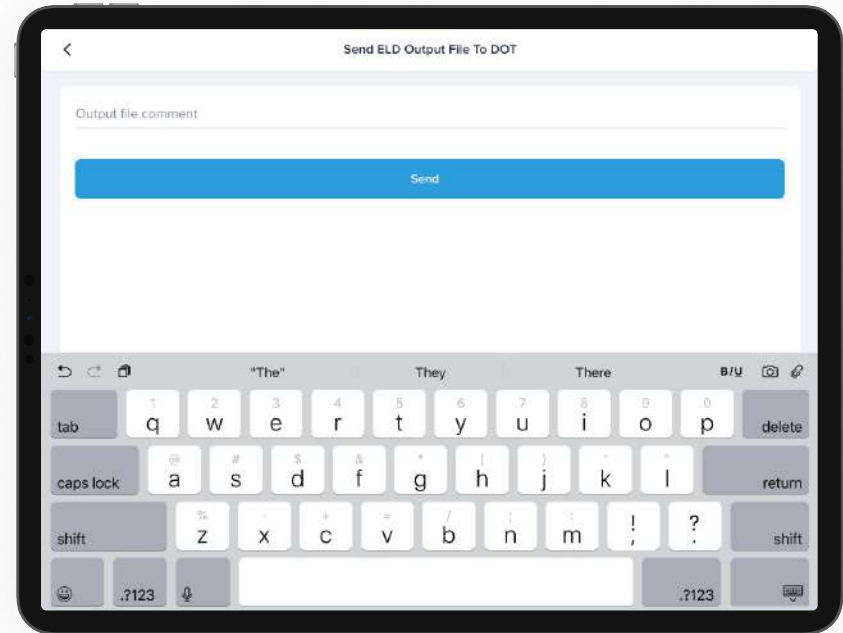 Send ELD Output File To DOT
Output file comment
Send
"The" They There B/U
1 2 3 4 5 6 7 8 9 0
tab q w e r t y u i o p delete
@ # $ & * ( ) ' "
caps lock a s d f g h j k l return
% - + = / ; : ! ?
shift z x c v b n m , . shift
.?123 .?123